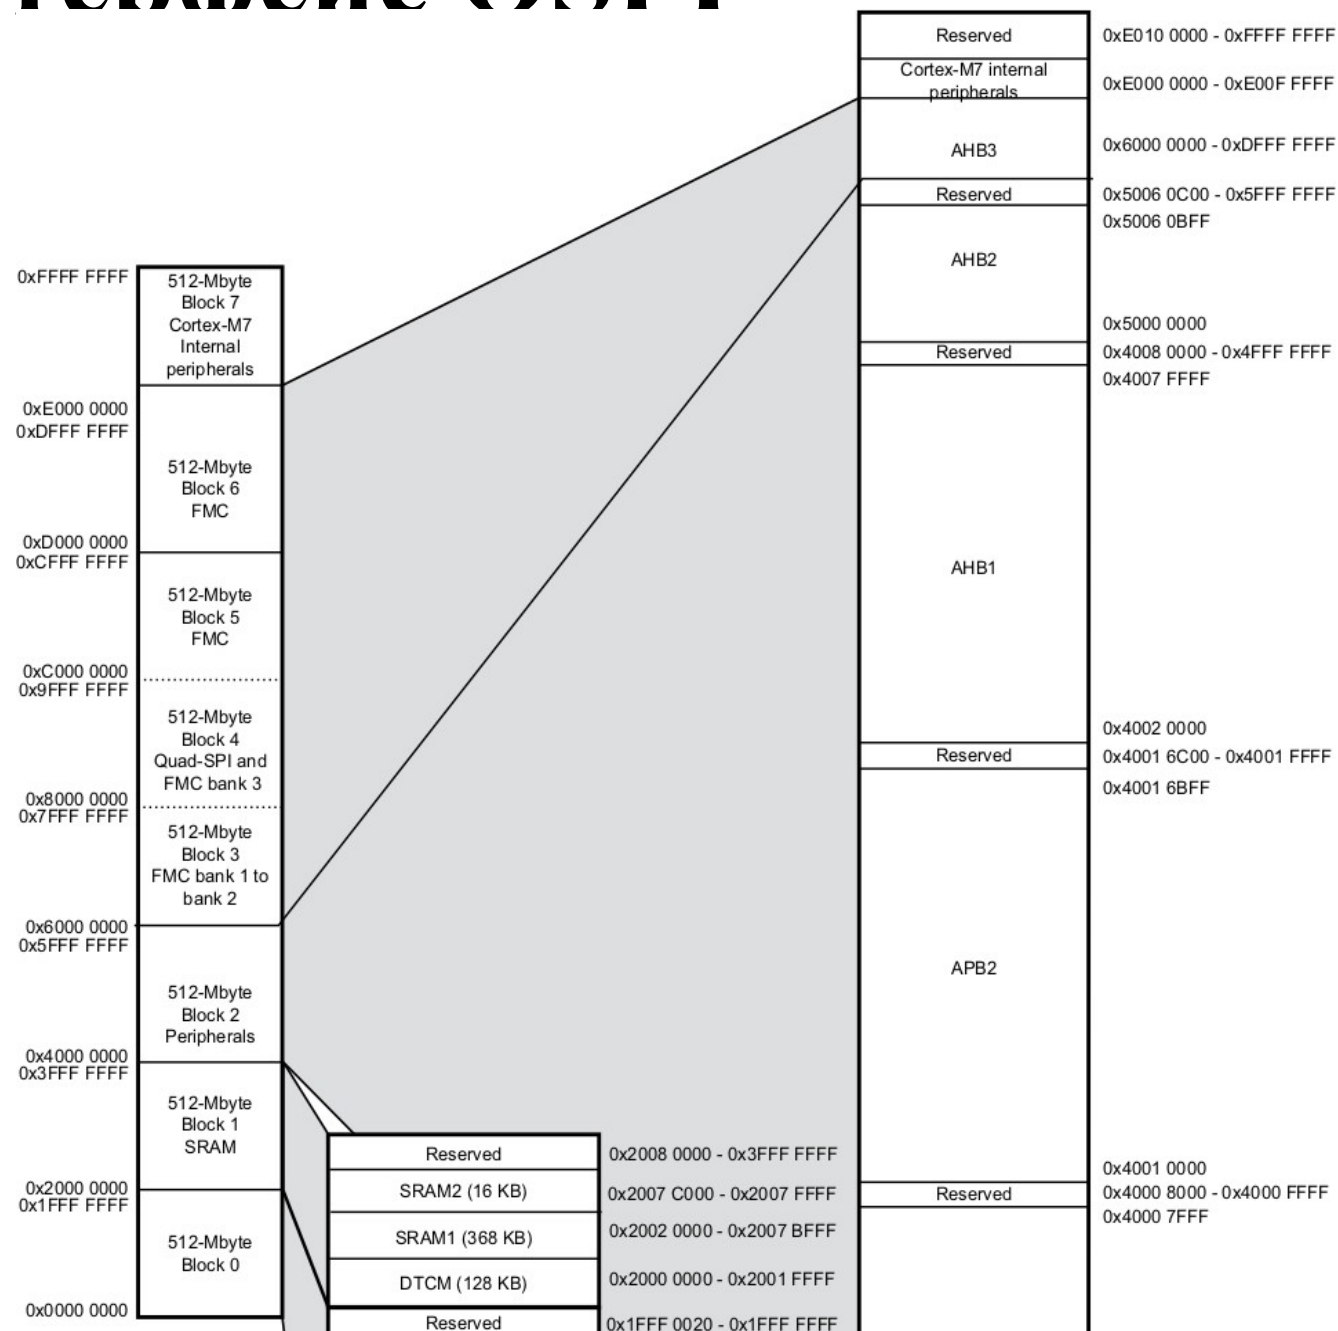 Reserved
0xE010 0000 - 0xFFFF FFFF
Cortex-M7 internal
peripherals
0xE000 0000 - 0xE00F FFFF
AHB3
0x6000 0000 - 0xDFFF FFFF
Reserved
0x5006 0C00 - 0x5FFF FFFF
0x5006 0BFF
AHB2
0x5000 0000
Reserved
0x4008 0000 - 0x4FFF FFFF
0x4007 FFFF
AHB1
0x4002 0000
Reserved
0x4001 6C00 - 0x4001 FFFF
0x4001 6BFF
APB2
0x4001 0000
Reserved
0x4000 8000 - 0x4000 FFFF
0x4000 7FFF
0xFFFF FFFF
512-Mbyte
Block 7
Cortex-M7
Internal
peripherals
0xE000 0000
0xDFFF FFFF
512-Mbyte
Block 6
FMC
0xD000 0000
0xCFFF FFFF
512-Mbyte
Block 5
FMC
0xC000 0000
0x9FFF FFFF
512-Mbyte
Block 4
Quad-SPI and
FMC bank 3
0x8000 0000
0x7FFF FFFF
512-Mbyte
Block 3
FMC bank 1 to
bank 2
0x6000 0000
0x5FFF FFFF
512-Mbyte
Block 2
Peripherals
0x4000 0000
0x3FFF FFFF
512-Mbyte
Block 1
SRAM
0x2000 0000
0x1FFF FFFF
512-Mbyte
Block 0
0x0000 0000
Reserved
0x2008 0000 - 0x3FFF FFFF
SRAM2 (16 KB)
0x2007 C000 - 0x2007 FFFF
SRAM1 (368 KB)
0x2002 0000 - 0x2007 BFFF
DTCM (128 KB)
0x2000 0000 - 0x2001 FFFF
Reserved
0x1FFF 0020 - 0x1FFF FFFF